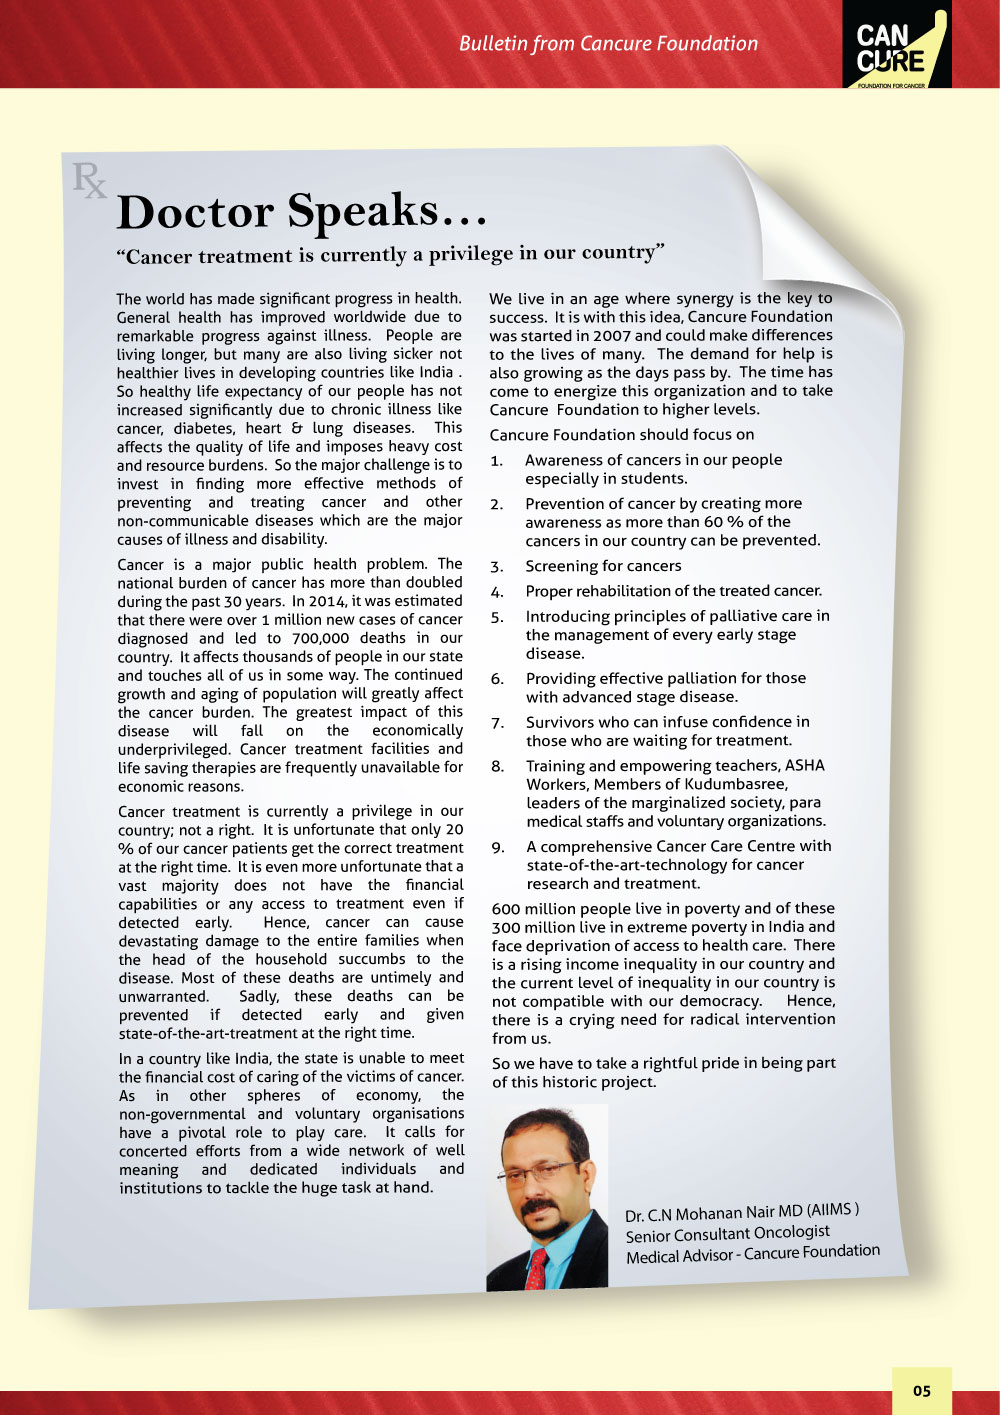 Bulletin from Cancure Foundation
CAN
CURE
FOUNDATION FOR CANCER
Rx
Doctor Speaks...
“Cancer treatment is currently a privilege in our country”
The world has made significant progress in health.
General health has improved worldwide due to
remarkable progress against illness. People are
living longer, but many are also living sicker not
healthier lives in developing countries like India .
So healthy life expectancy of our people has not
increased significantly due to chronic illness like
cancer, diabetes, heart & lung diseases. This
affects the quality of life and imposes heavy cost
and resource burdens. So the major challenge is to
invest in finding more effective methods of
preventing and treating cancer and other
non-communicable diseases which are the major
causes of illness and disability.
Cancer is a major public health problem. The
national burden of cancer has more than doubled
during the past 30 years. In 2014, it was estimated
that there were over 1 million new cases of cancer
diagnosed and led to 700,000 deaths in our
country. It affects thousands of people in our state
and touches all of us in some way. The continued
growth and aging of population will greatly affect
the cancer burden. The greatest impact of this
disease will fall on the economically
underprivileged. Cancer treatment facilities and
life saving therapies are frequently unavailable for
economic reasons.
Cancer treatment is currently a privilege in our
country; not a right. It is unfortunate that only 20
% of our cancer patients get the correct treatment
at the right time. It is even more unfortunate that a
vast majority does not have the financial
capabilities or any access to treatment even if
detected early. Hence, cancer can cause
devastating damage to the entire families when
the head of the household succumbs to the
disease. Most of these deaths are untimely and
unwarranted. Sadly, these deaths can be
prevented if detected early and given
state-of-the-art-treatment at the right time.
In a country like India, the state is unable to meet
the financial cost of caring of the victims of cancer.
As in other spheres of economy, the
non-governmental and voluntary organisations
have a pivotal role to play care. It calls for
concerted efforts from a wide network of well
meaning and dedicated individuals and
institutions to tackle the huge task at hand.
We live in an age where synergy is the key to
success. It is with this idea, Cancure Foundation
was started in 2007 and could make differences
to the lives of many. The demand for help is
also growing as the days pass by. The time has
come to energize this organization and to take
Cancure Foundation to higher levels.
Cancure Foundation should focus on
1. Awareness of cancers in our people
especially in students.
2. Prevention of cancer by creating more
awareness as more than 60 % of the
cancers in our country can be prevented.
3. Screening for cancers
4. Proper rehabilitation of the treated cancer.
5. Introducing principles of palliative care in
the management of every early stage
disease.
6. Providing effective palliation for those
with advanced stage disease.
7. Survivors who can infuse confidence in
those who are waiting for treatment.
8. Training and empowering teachers, ASHA
Workers, Members of Kudumbasree,
leaders of the marginalized society, para
medical staffs and voluntary organizations.
9. A comprehensive Cancer Care Centre with
state-of-the-art-technology for cancer
research and treatment.
600 million people live in poverty and of these
300 million live in extreme poverty in India and
face deprivation of access to health care. There
is a rising income inequality in our country and
the current level of inequality in our country is
not compatible with our democracy. Hence,
there is a crying need for radical intervention
from us.
So we have to take a rightful pride in being part
of this historic project.
Dr. C.N Mohanan Nair MD (AIIMS )
Senior Consultant Oncologist
Medical Advisor - Cancure Foundation
05